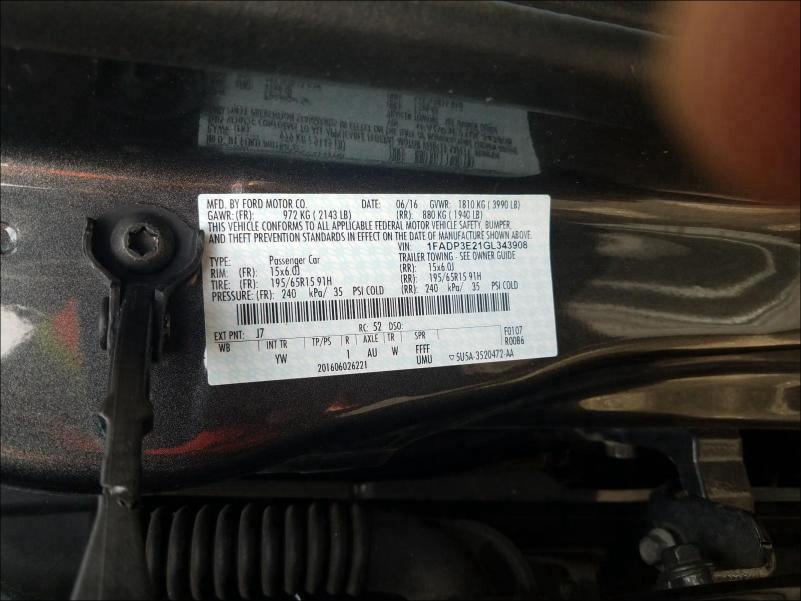 MFD. BY FORD MOTOR CO. DATE: 06/16 GVWR: 1810 KG ( 3990 LB)
GAWR:(FR): 972 KG ( 2143 LB) (RR): 880 KG ( 1940 LB)
THIS VEHICLE CONFORMS TO ALL APPLICABLE FEDERAL MOTOR VEHICLE SAFETY, BUMPER,
AND THEFT PREVENTION STANDARDS IN EFFECT ON THE DATE OF MANUFACTURE SHOWN ABOVE.
VIN: 1FADP3E21GL343908
TYPE: Passenger Car TRAILER TOWING - SEE OWNER GUIDE
RIM: (FR) 15x6.0J (RR): 15x6.0J
TIRE: (FR) 195/65R15 91H (RR): 195/65R15 91H
PRESSURE: (FR) 240 kPa/ 35 PSI COLD (RR): 240 kPa/ 35 PSI COLD
EXT PNT: J7 RC: 52 DSO: F0107
WB INT TR TP/PS R AXLE TR SPR R0086
YW 1 AU W FFFF
201606026221 UMU ▽ SU5A-3520472-AA